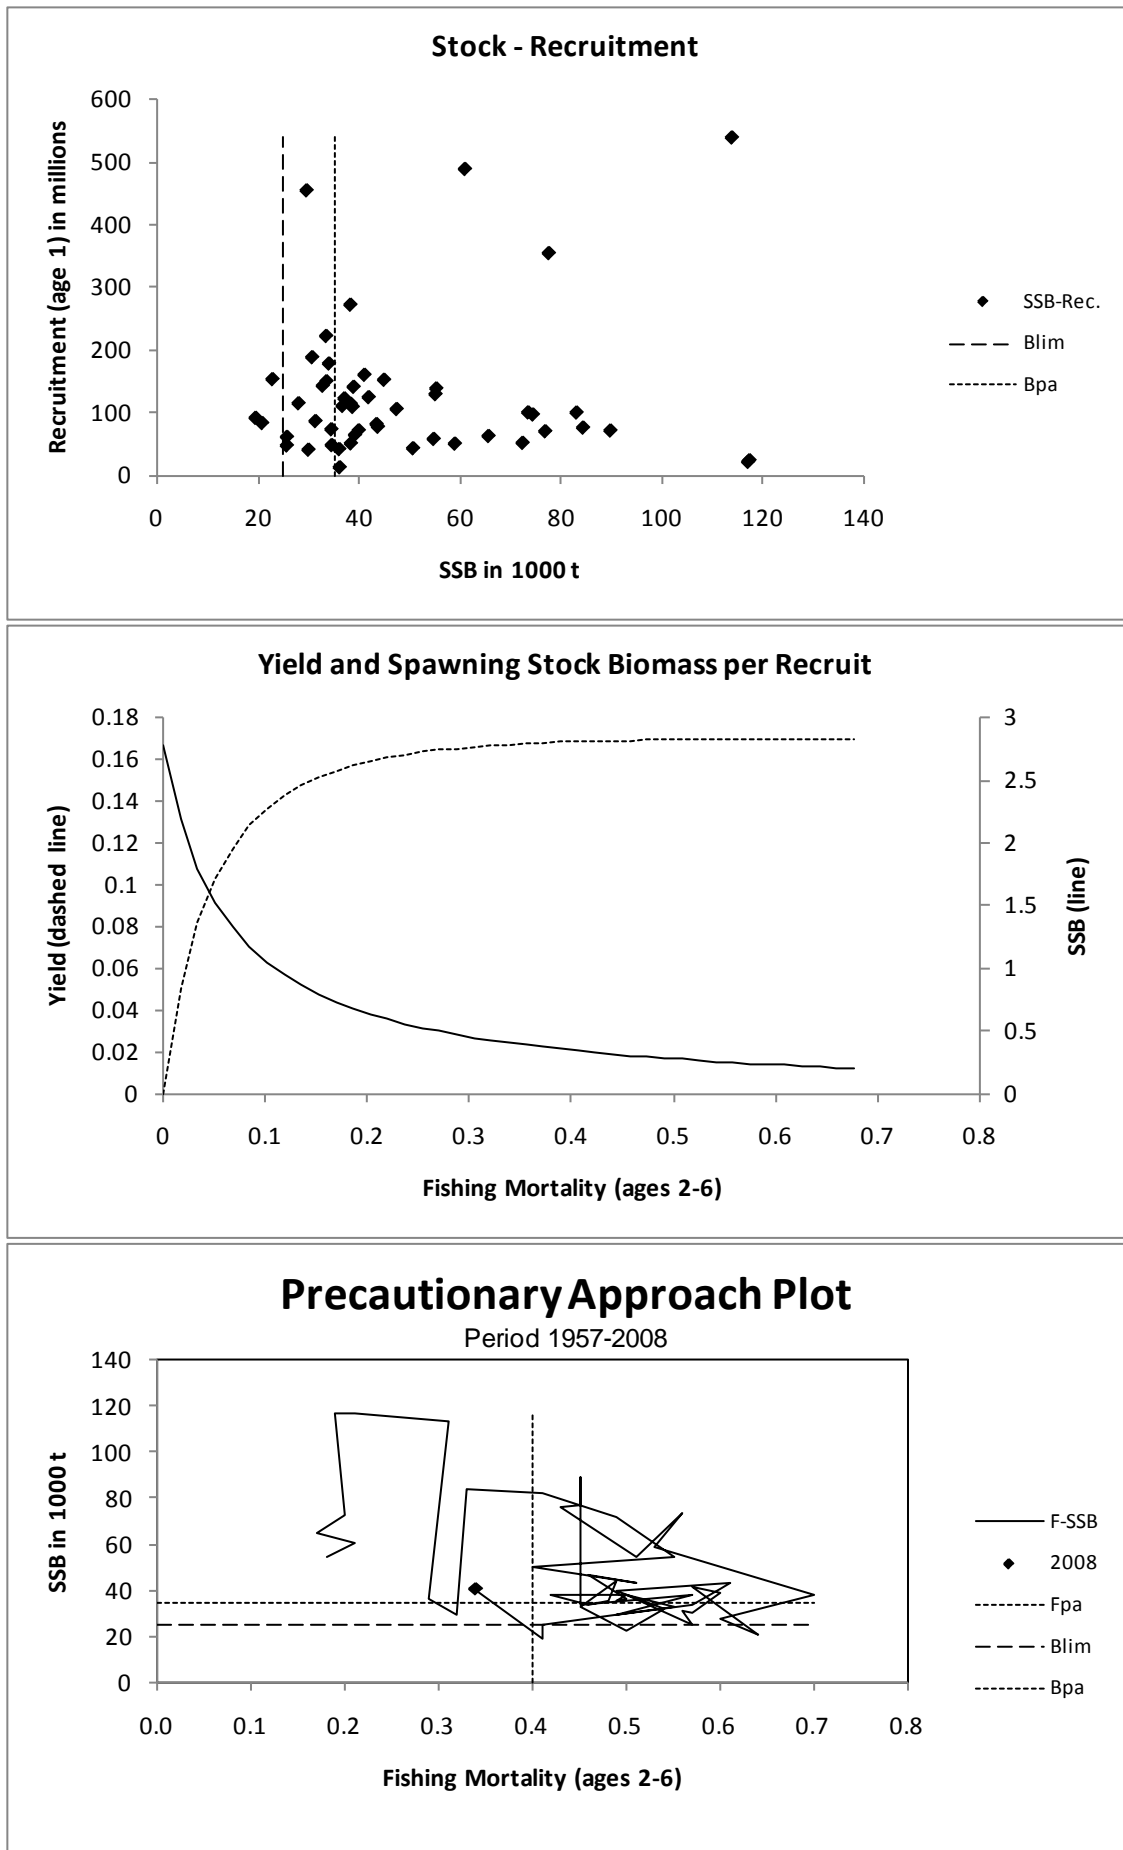 Stock - Recruitment
600
500
400
300
200
100
0
Recruitment (age 1) in millions
0 20 40 60 80 100 120 140
SSB in 1000 t
SSB-Rec.
Blim
Bpa
Yield and Spawning Stock Biomass per Recruit
0.18
0.16
0.14
0.12
0.1
0.08
0.06
0.04
0.02
0
Yield (dashed line)
3
2.5
2
1.5
1
0.5
0
SSB (line)
0 0.1 0.2 0.3 0.4 0.5 0.6 0.7 0.8
Fishing Mortality (ages 2-6)
Precautionary Approach Plot
Period 1957-2008
140
120
100
80
60
40
20
0
SSB in 1000 t
0.0 0.1 0.2 0.3 0.4 0.5 0.6 0.7 0.8
Fishing Mortality (ages 2-6)
F-SSB
2008
Fpa
Blim
Bpa